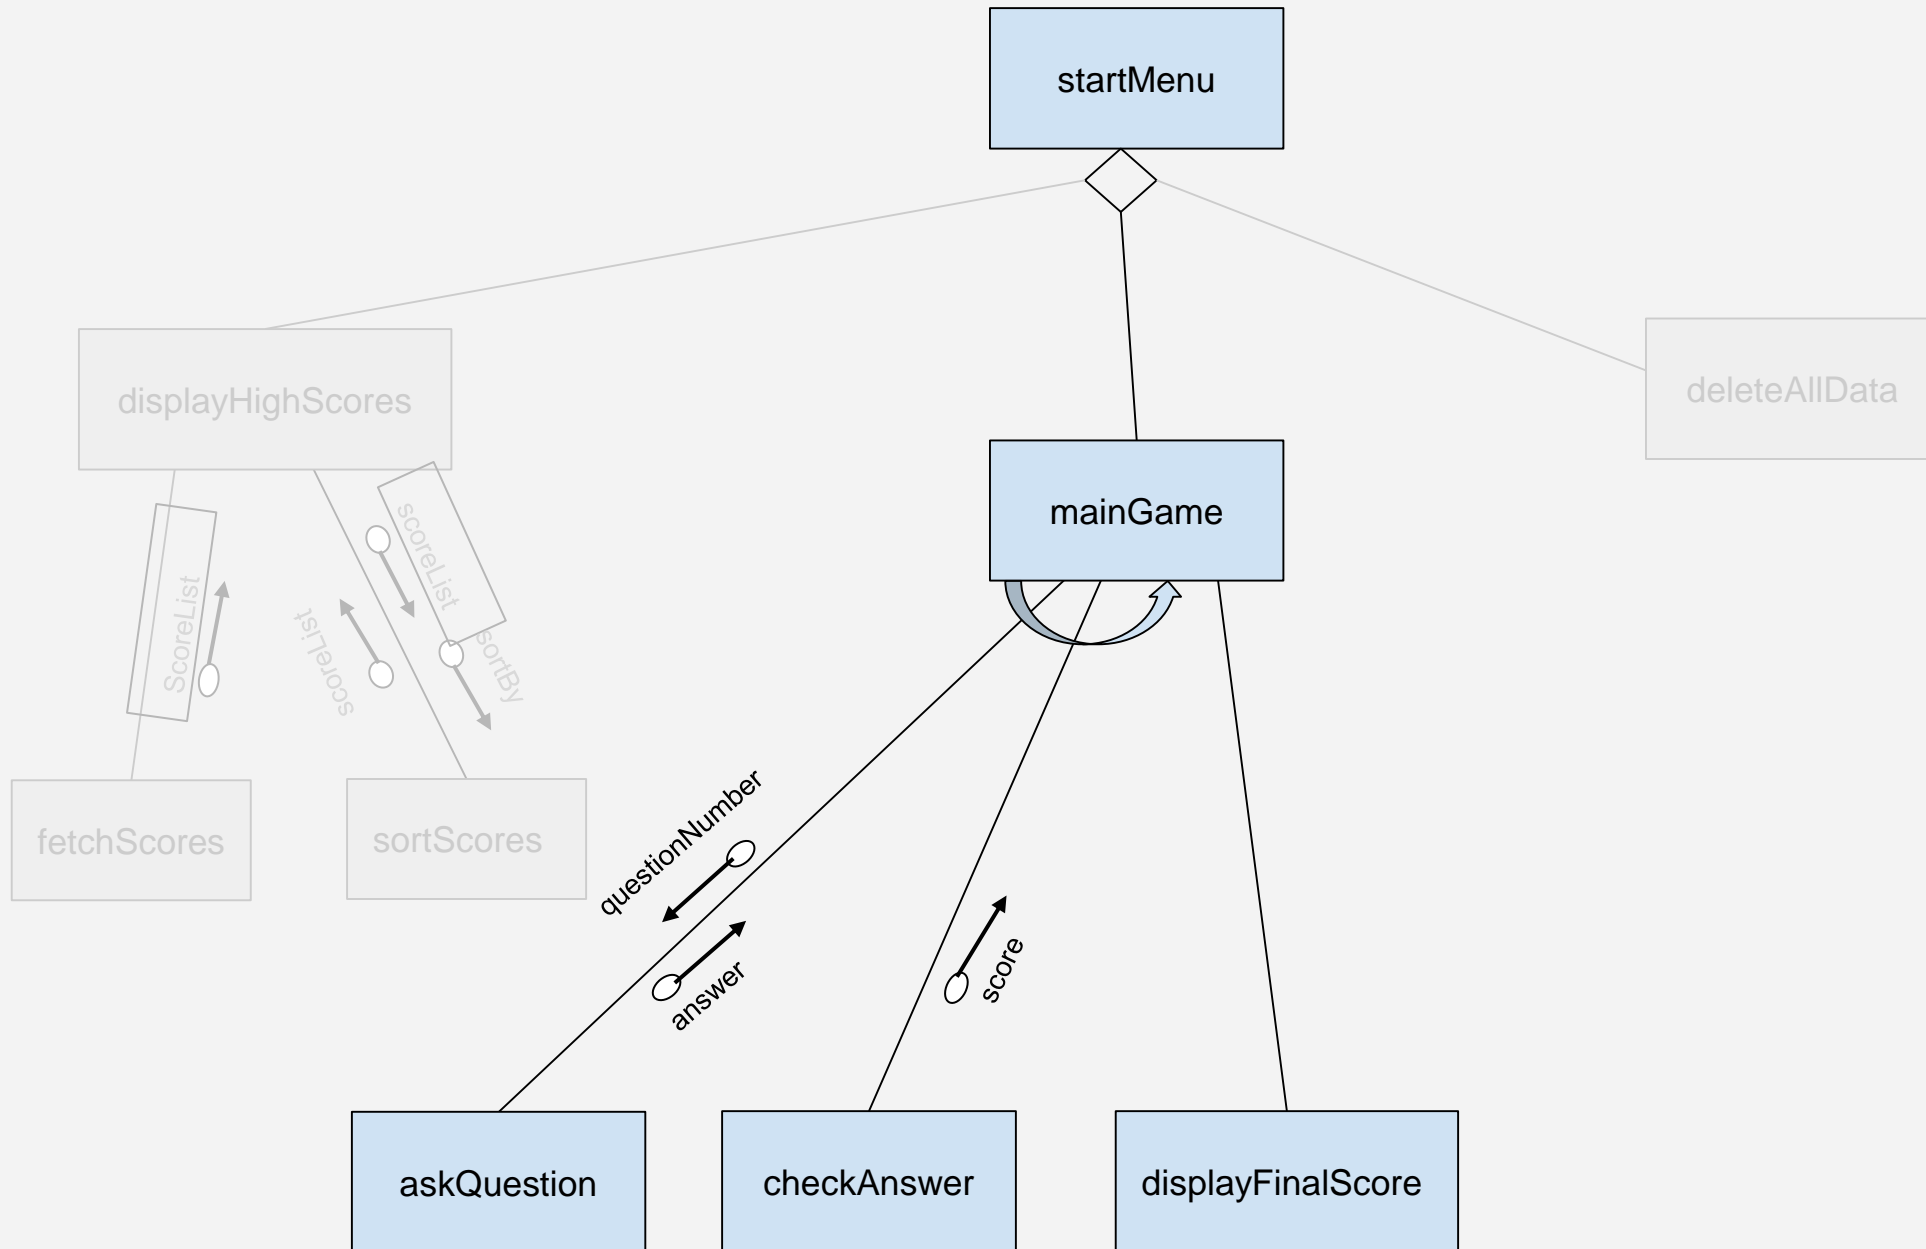 startMenu
displayHighScores
deleteAllData
mainGame
ScoreList
scoreList
scoreList
sortBy
fetchScores
sortScores
questionNumber
answer
score
askQuestion
checkAnswer
displayFinalScore